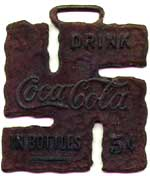 DRINK
Coca-Cola
IN BOTTLES 5¢